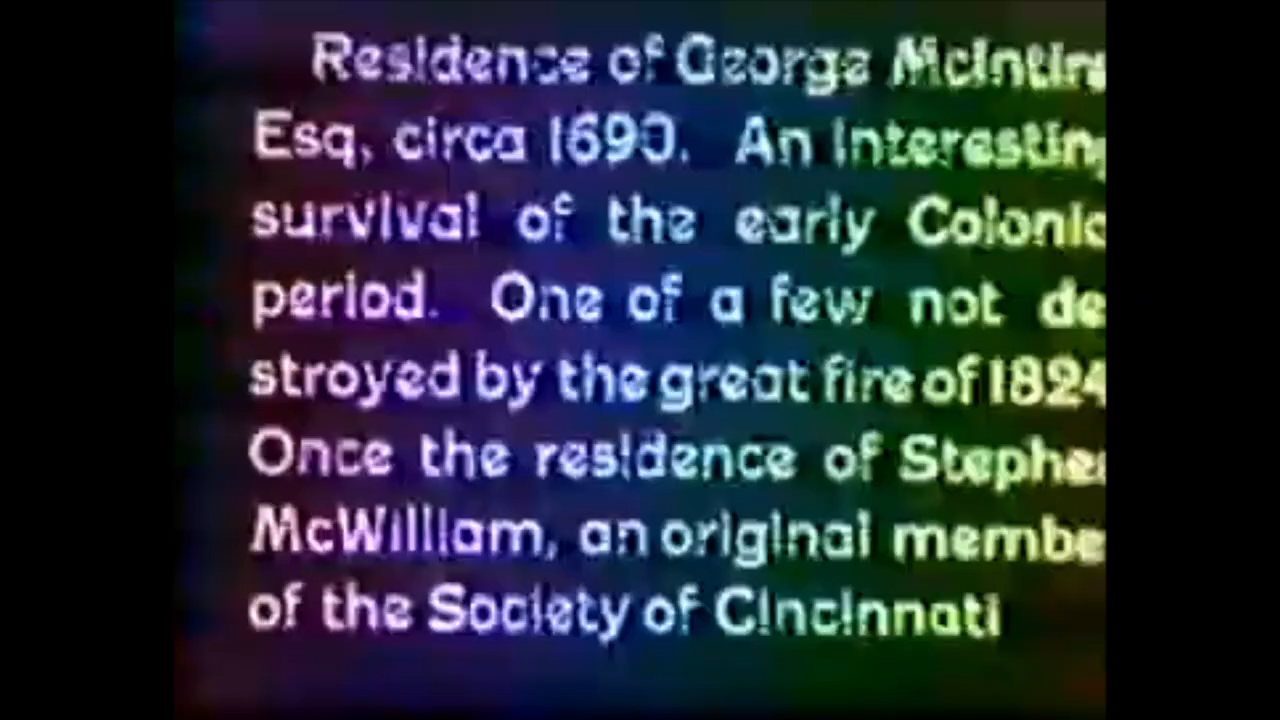 Residence of George McIntire
Esq, circa 1690. An interesting
survival of the early Colonic
period. One of a few not de
stroyed by the great fire of 1824
Once the residence of Stephen
McWilliam, an original membe
of the Society of Cincinnati